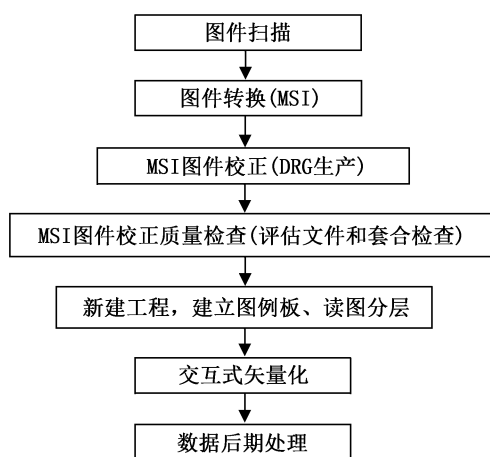 图件扫描
图件转换(MSI)
MSI图件校正(DRG生产)
MSI图件校正质量检查(评估文件和套合检查)
新建工程，建立图例板、读图分层
交互式矢量化
数据后期处理